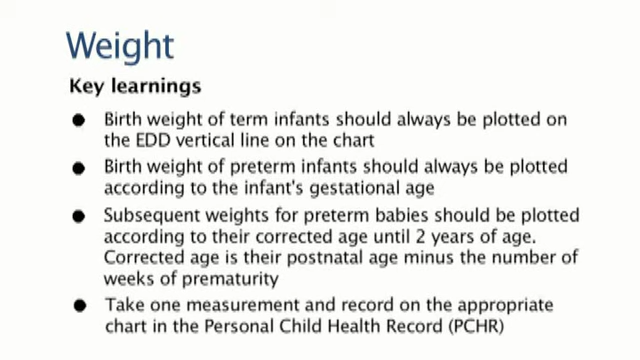 Weight
Key learnings
● Birth weight of term infants should always be plotted on
the EDD vertical line on the chart
● Birth weight of preterm infants should always be plotted
according to the infant's gestational age
● Subsequent weights for preterm babies should be plotted
according to their corrected age until 2 years of age.
Corrected age is their postnatal age minus the number of
weeks of prematurity
● Take one measurement and record on the appropriate
chart in the Personal Child Health Record (PCHR)